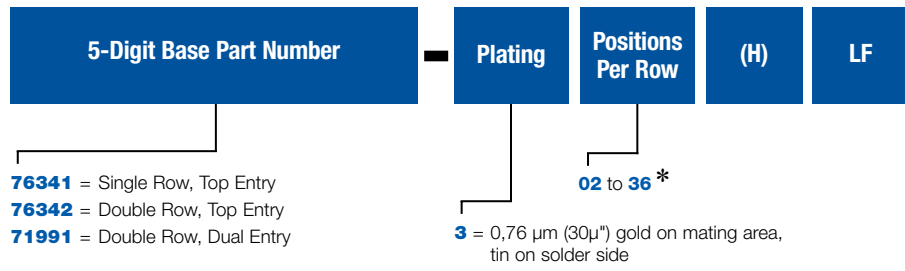 5-Digit Base Part Number - Plating Positions Per Row (H) LF
76341 = Single Row, Top Entry
76342 = Double Row, Top Entry
71991 = Double Row, Dual Entry
02 to 36*
3 = 0,76 µm (30µ") gold on mating area,
tin on solder side